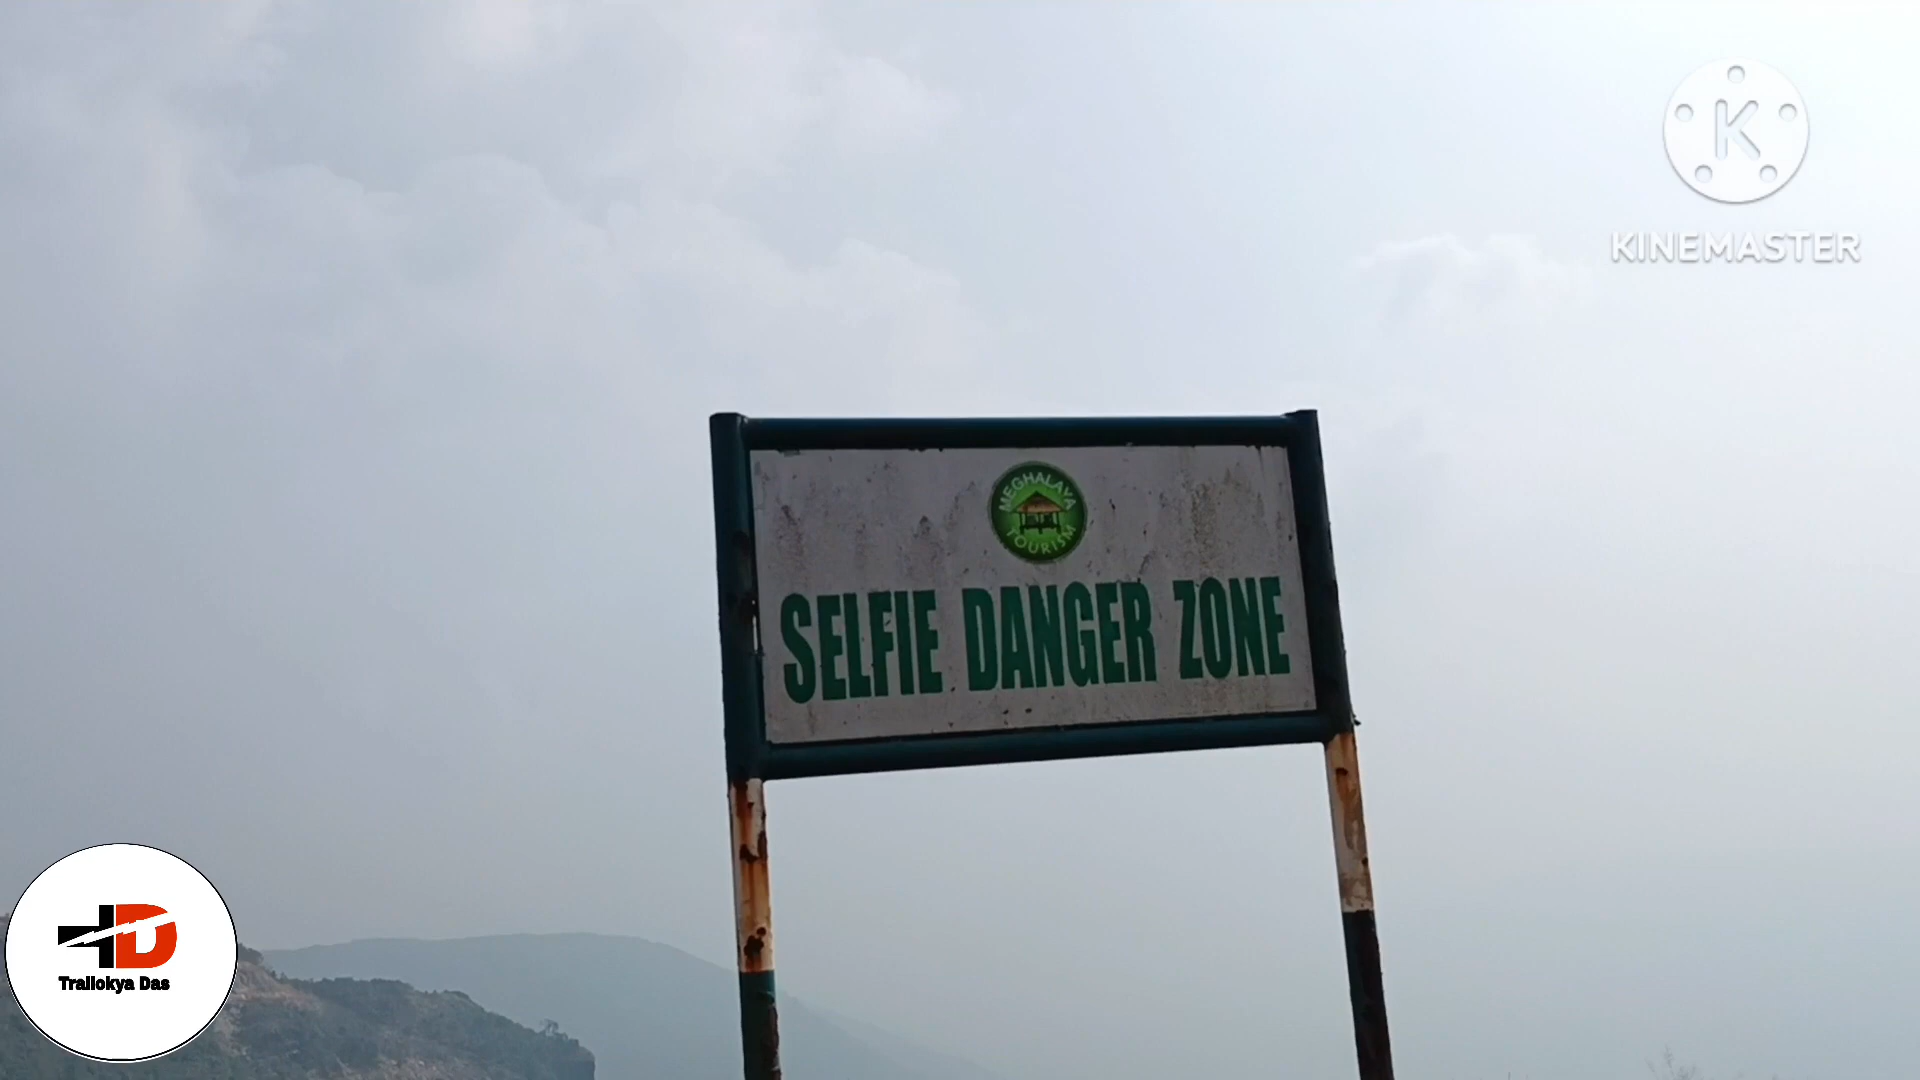 KINEMASTER
MEGHALAYA
TOURISM
SELFIE DANGER ZONE
Trailokya Das